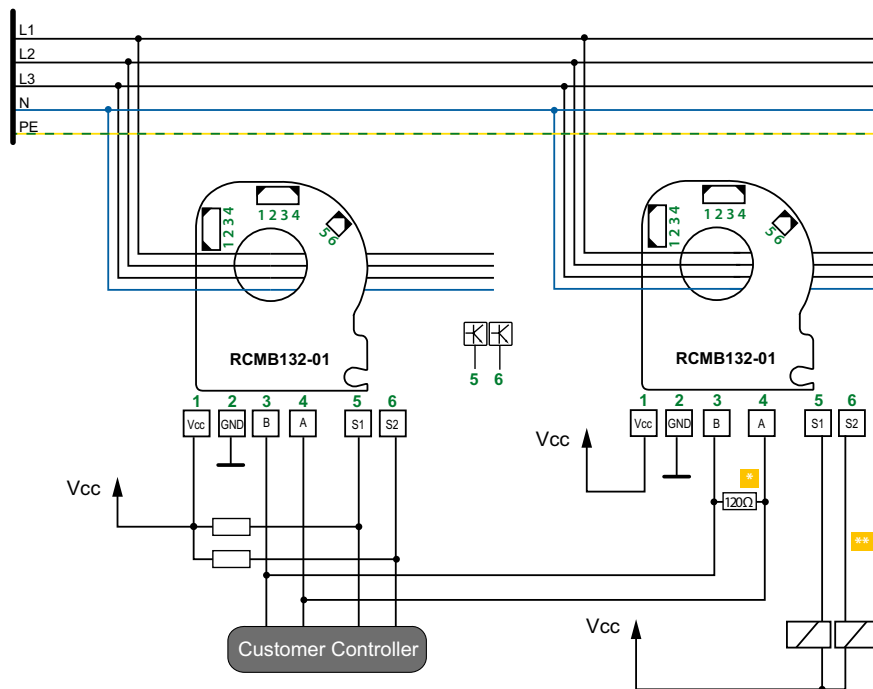 L1
L2
L3
N
PE
1 2 3 4
1 2 3 4
5 6
1 2 3 4
1 2 3 4
5 6
RCMB132-01
RCMB132-01
5 6
1 2 3 4 5 6
Vcc GND B A S1 S2
1 2 3 4 5 6
Vcc GND B A S1 S2
Vcc
*
Vcc
120Ω
**
Vcc
Customer Controller